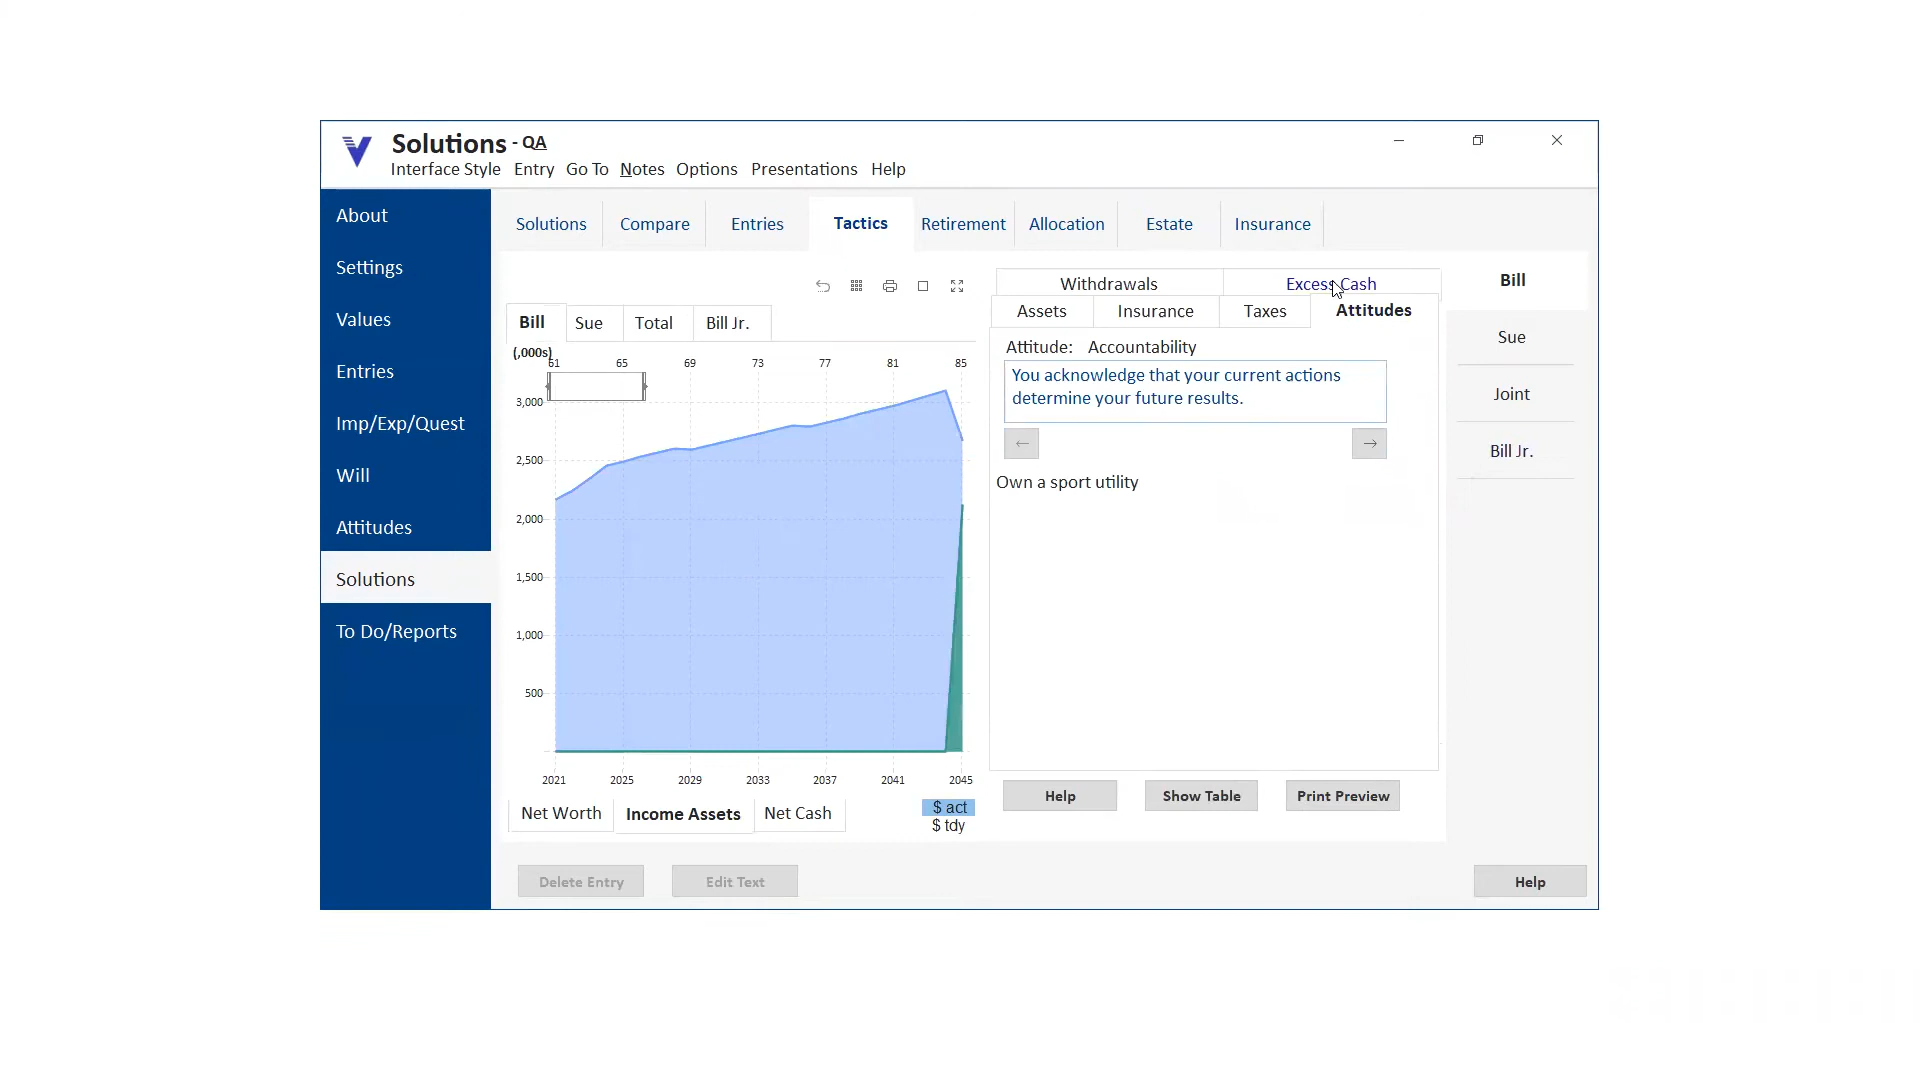 Solutions - QA
Interface Style Entry Go To Notes Options Presentations Help
About
Settings
Values
Entries
Imp/Exp/Quest
Will
Attitudes
Solutions
To Do/Reports
Solutions Compare Entries Tactics Retirement Allocation Estate Insurance
Bill Sue Total Bill Jr.
(,000s)
61 65 69 73 77 81 85
3,000
2,500
2,000
1,500
1,000
500
2021 2025 2029 2033 2037 2041 2045
Net Worth Income Assets Net Cash
$ act
$ tdy
Withdrawals Excess Cash
Assets Insurance Taxes Attitudes
Attitude: Accountability
You acknowledge that your current actions
determine your future results.
← →
Own a sport utility
Help Show Table Print Preview
Bill
Sue
Joint
Bill Jr.
Delete Entry Edit Text Help